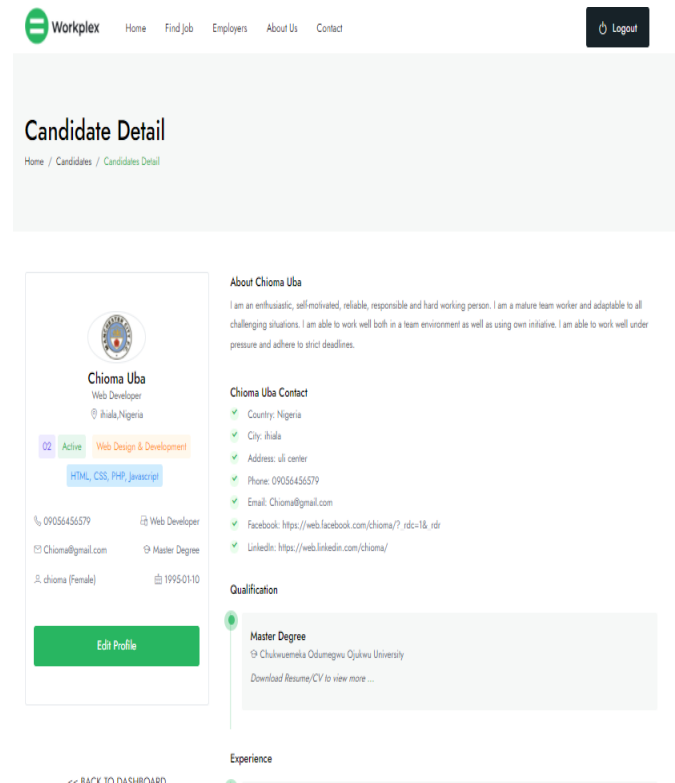 Workplex
Home Find Job Employers About Us Contact
Logout
Candidate Detail
Home / Candidates / Candidates Detail
Chioma Uba
Web Developer
ihiala,Nigeria
02 Active Web Design & Development
HTML, CSS, PHP, Javascript
09056456579 Web Developer
Chioma@gmail.com Master Degree
chioma (Female) 1995-01-10
Edit Profile
<< BACK TO DASHBOARD
About Chioma Uba
I am an enthusiastic, self-motivated, reliable, responsible and hard working person. I am a mature team worker and adaptable to all
challenging situations. I am able to work well both in a team environment as well as using own initiative. I am able to work well under
pressure and adhere to strict deadlines.
Chioma Uba Contact
Country: Nigeria
City: ihiala
Address: uli center
Phone: 09056456579
Email: Chioma@gmail.com
Facebook: https://web.facebook.com/chioma/?_rdc=1&_rdr
LinkedIn: https://web.linkedin.com/chioma/
Qualification
Master Degree
Chukwuemeka Odumegwu Ojukwu University
Download Resume/CV to view more ...
Experience